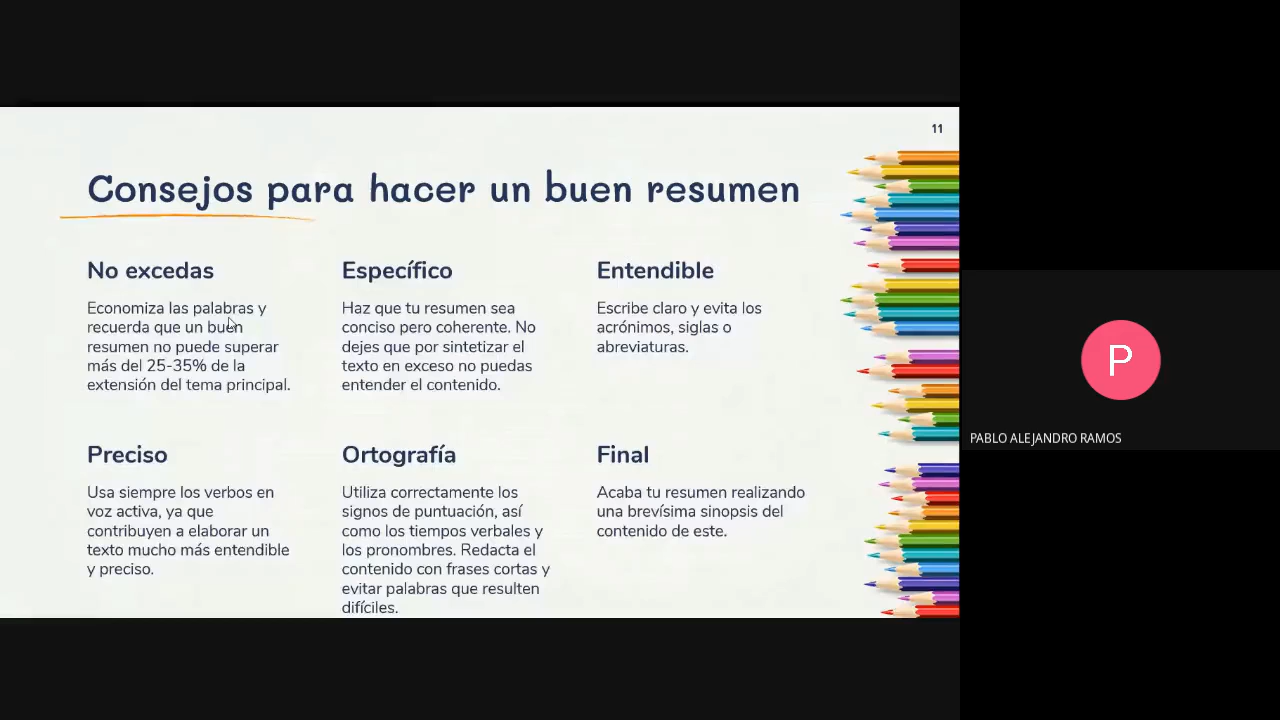 11
Consejos para hacer un buen resumen
No excedas
Economiza las palabras y
recuerda que un buen
resumen no puede superar
más del 25-35% de la
extensión del tema principal.
Específico
Haz que tu resumen sea
conciso pero coherente. No
dejes que por sintetizar el
texto en exceso no puedas
entender el contenido.
Entendible
Escribe claro y evita los
acrónimos, siglas o
abreviaturas.
Preciso
Usa siempre los verbos en
voz activa, ya que
contribuyen a elaborar un
texto mucho más entendible
y preciso.
Ortografía
Utiliza correctamente los
signos de puntuación, así
como los tiempos verbales y
los pronombres. Redacta el
contenido con frases cortas y
evitar palabras que resulten
difíciles.
Final
Acaba tu resumen realizando
una brevísima sinopsis del
contenido de este.
P
PABLO ALEJANDRO RAMOS